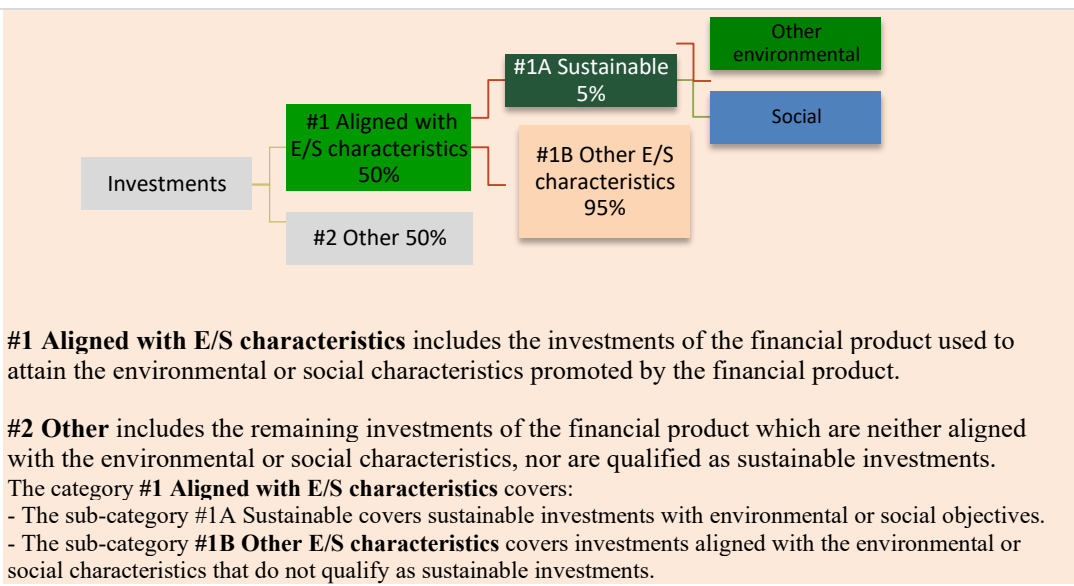 Other
environmental
#1A Sustainable
5%
Social
#1 Aligned with
E/S characteristics
50%
#1B Other E/S
characteristics
95%
Investments
#2 Other 50%
#1 Aligned with E/S characteristics includes the investments of the financial product used to
attain the environmental or social characteristics promoted by the financial product.
#2 Other includes the remaining investments of the financial product which are neither aligned
with the environmental or social characteristics, nor are qualified as sustainable investments.
The category #1 Aligned with E/S characteristics covers:
- The sub-category #1A Sustainable covers sustainable investments with environmental or social objectives.
- The sub-category #1B Other E/S characteristics covers investments aligned with the environmental or
social characteristics that do not qualify as sustainable investments.